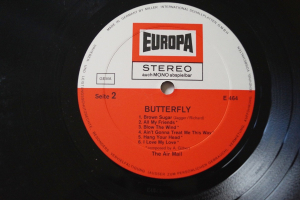 EUROPA
STEREO
auch MONO abspielbar
Seite 2
E 484
BUTTERFLY
1. Brown Sugar (Jagger-Richard)
2. All My Friends*
3. Blow The Wind*
4. Ain't Gonna Treat Me This Way*
5. Hang Your Head*
6. I Love My Love*
The Air Mail